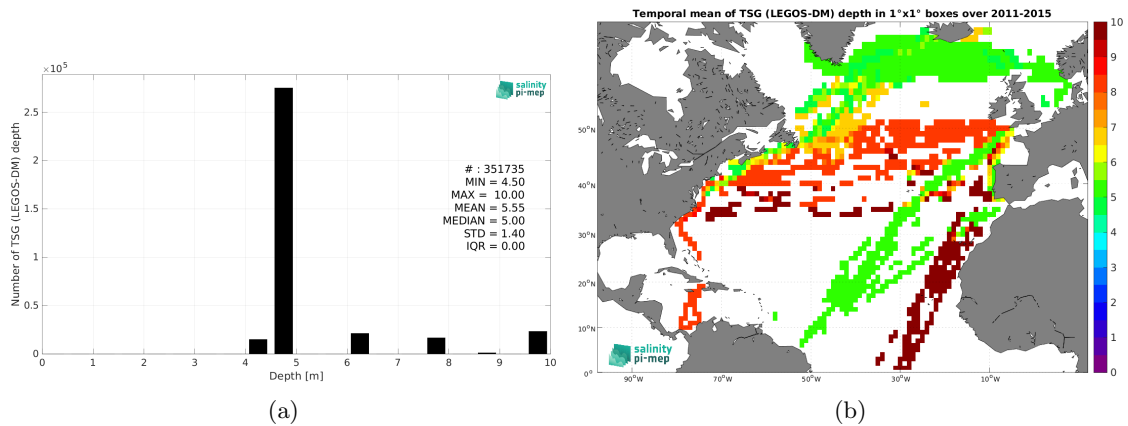 ×10⁵
2.5
2
1.5
1
0.5
0
Number of TSG (LEGOS-DM) depth
salinity
pi-mep
# : 351735
MIN = 4.50
MAX = 10.00
MEAN = 5.55
MEDIAN = 5.00
STD = 1.40
IQR = 0.00
0 1 2 3 4 5 6 7 8 9 10
Depth [m]
(a)
Temporal mean of TSG (LEGOS-DM) depth in 1°x1° boxes over 2011-2015
50°N
40°N
30°N
20°N
10°N
0°
90°W 70°W 50°W 30°W 10°W
salinity
pi-mep
10
9
8
7
6
5
4
3
2
1
0
(b)